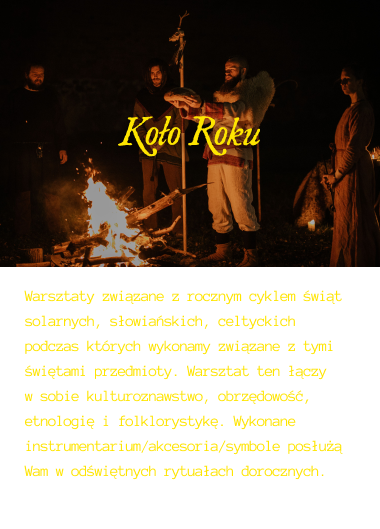 Koło Roku
Warsztaty związane z rocznym cyklem świąt
solarnych, słowiańskich, celtyckich
podczas których wykonamy związane z tymi
świętami przedmioty. Warsztat ten łączy
w sobie kulturoznawstwo, obrzędowość,
etnologię i folklorystykę. Wykonane
instrumentarium/akcesoria/symbole posłużą
Wam w odświętnych rytuałach dorocznych.